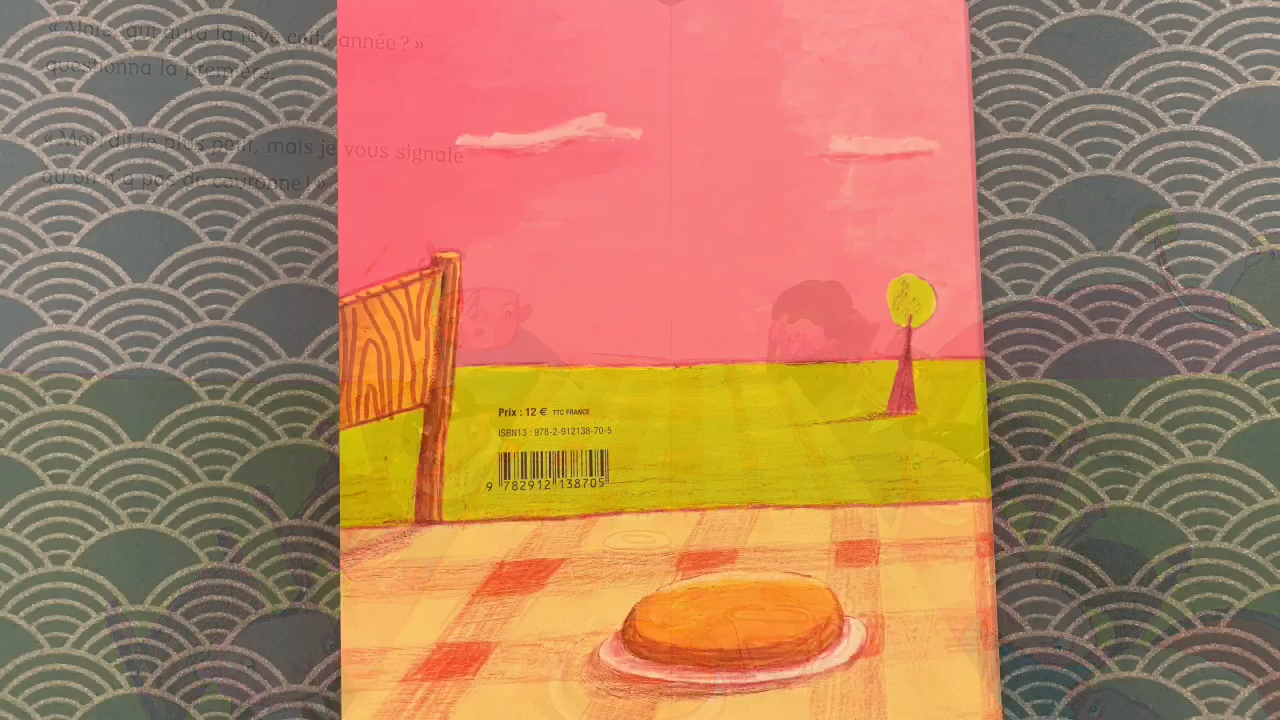 « Alors, qui aura la fève cette année ? »
questionna la première.
« Moi ! dit le plus petit, mais je vous signale
qu'on n'a pas de couronne ! »
Prix : 12 € TTC FRANCE
ISBN13 : 978-2-912138-70-5
9 782912 138705